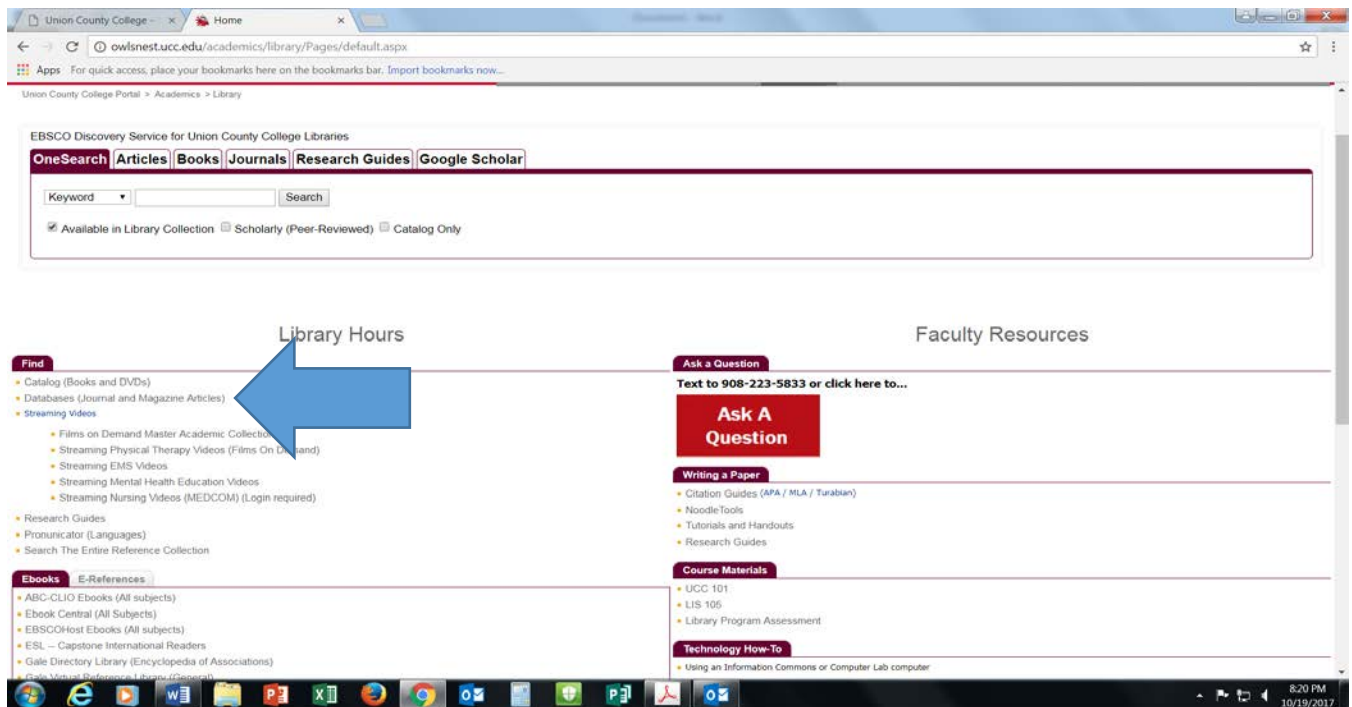 Union County College -
Home
owlsnest.ucc.edu/academics/library/Pages/default.aspx
Apps For quick access, place your bookmarks here on the bookmarks bar. Import bookmarks now...
Union County College Portal > Academics > Library
EBSCO Discovery Service for Union County College Libraries
OneSearch Articles Books Journals Research Guides Google Scholar
Keyword Search
Available in Library Collection Scholarly (Peer-Reviewed) Catalog Only
Library Hours
Find
Catalog (Books and DVDs)
Databases (Journal and Magazine Articles)
Streaming Videos
Films on Demand Master Academic Collection
Streaming Physical Therapy Videos (Films On Demand)
Streaming EMS Videos
Streaming Mental Health Education Videos
Streaming Nursing Videos (MEDCOM) (Login required)
Research Guides
Pronunciator (Languages)
Search The Entire Reference Collection
Ebooks E-References
ABC-CLIO Ebooks (All subjects)
Ebook Central (All Subjects)
EBSCOHost Ebooks (All subjects)
ESL – Capstone International Readers
Gale Directory Library (Encyclopedia of Associations)
Gale Virtual Reference Library (General)
Faculty Resources
Ask a Question
Text to 908-223-5833 or click here to...
Ask A
Question
Writing a Paper
Citation Guides (APA / MLA / Turabian)
NoodleTools
Tutorials and Handouts
Research Guides
Course Materials
UCC 101
LIS 105
Library Program Assessment
Technology How-To
Using an Information Commons or Computer Lab computer
8:20 PM
10/19/2017